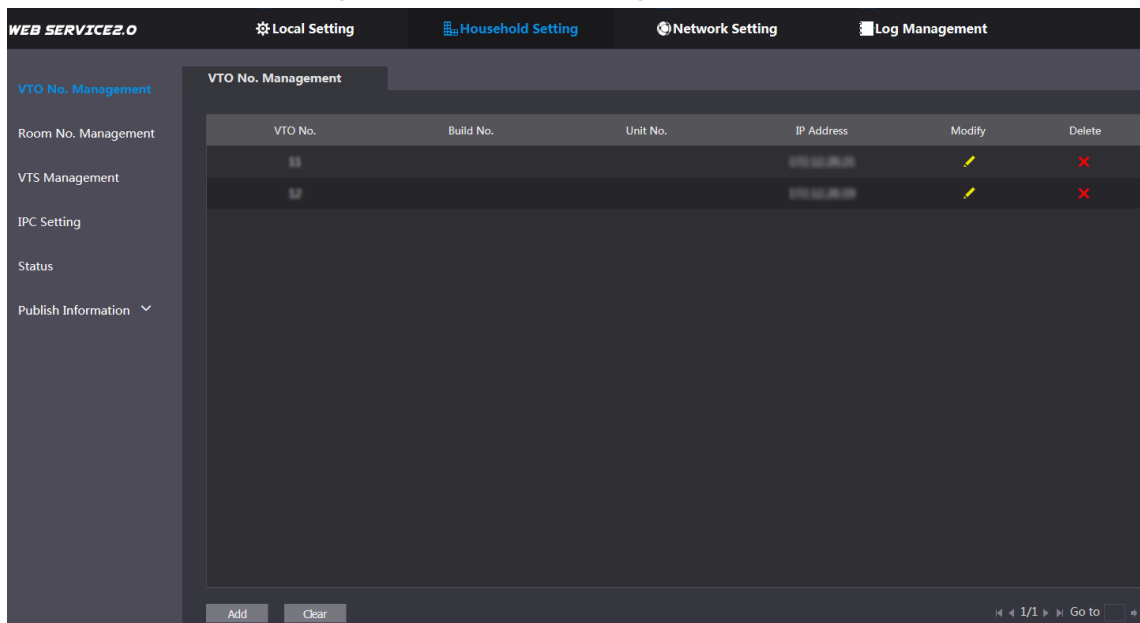 WEB SERVICE2.0 Local Setting Household Setting Network Setting Log Management
VTO No. Management
VTO No. Management
Room No. Management
VTS Management
IPC Setting
Status
Publish Information
VTO No. Build No. Unit No. IP Address Modify Delete
11
12
Add Clear 1/1 Go to